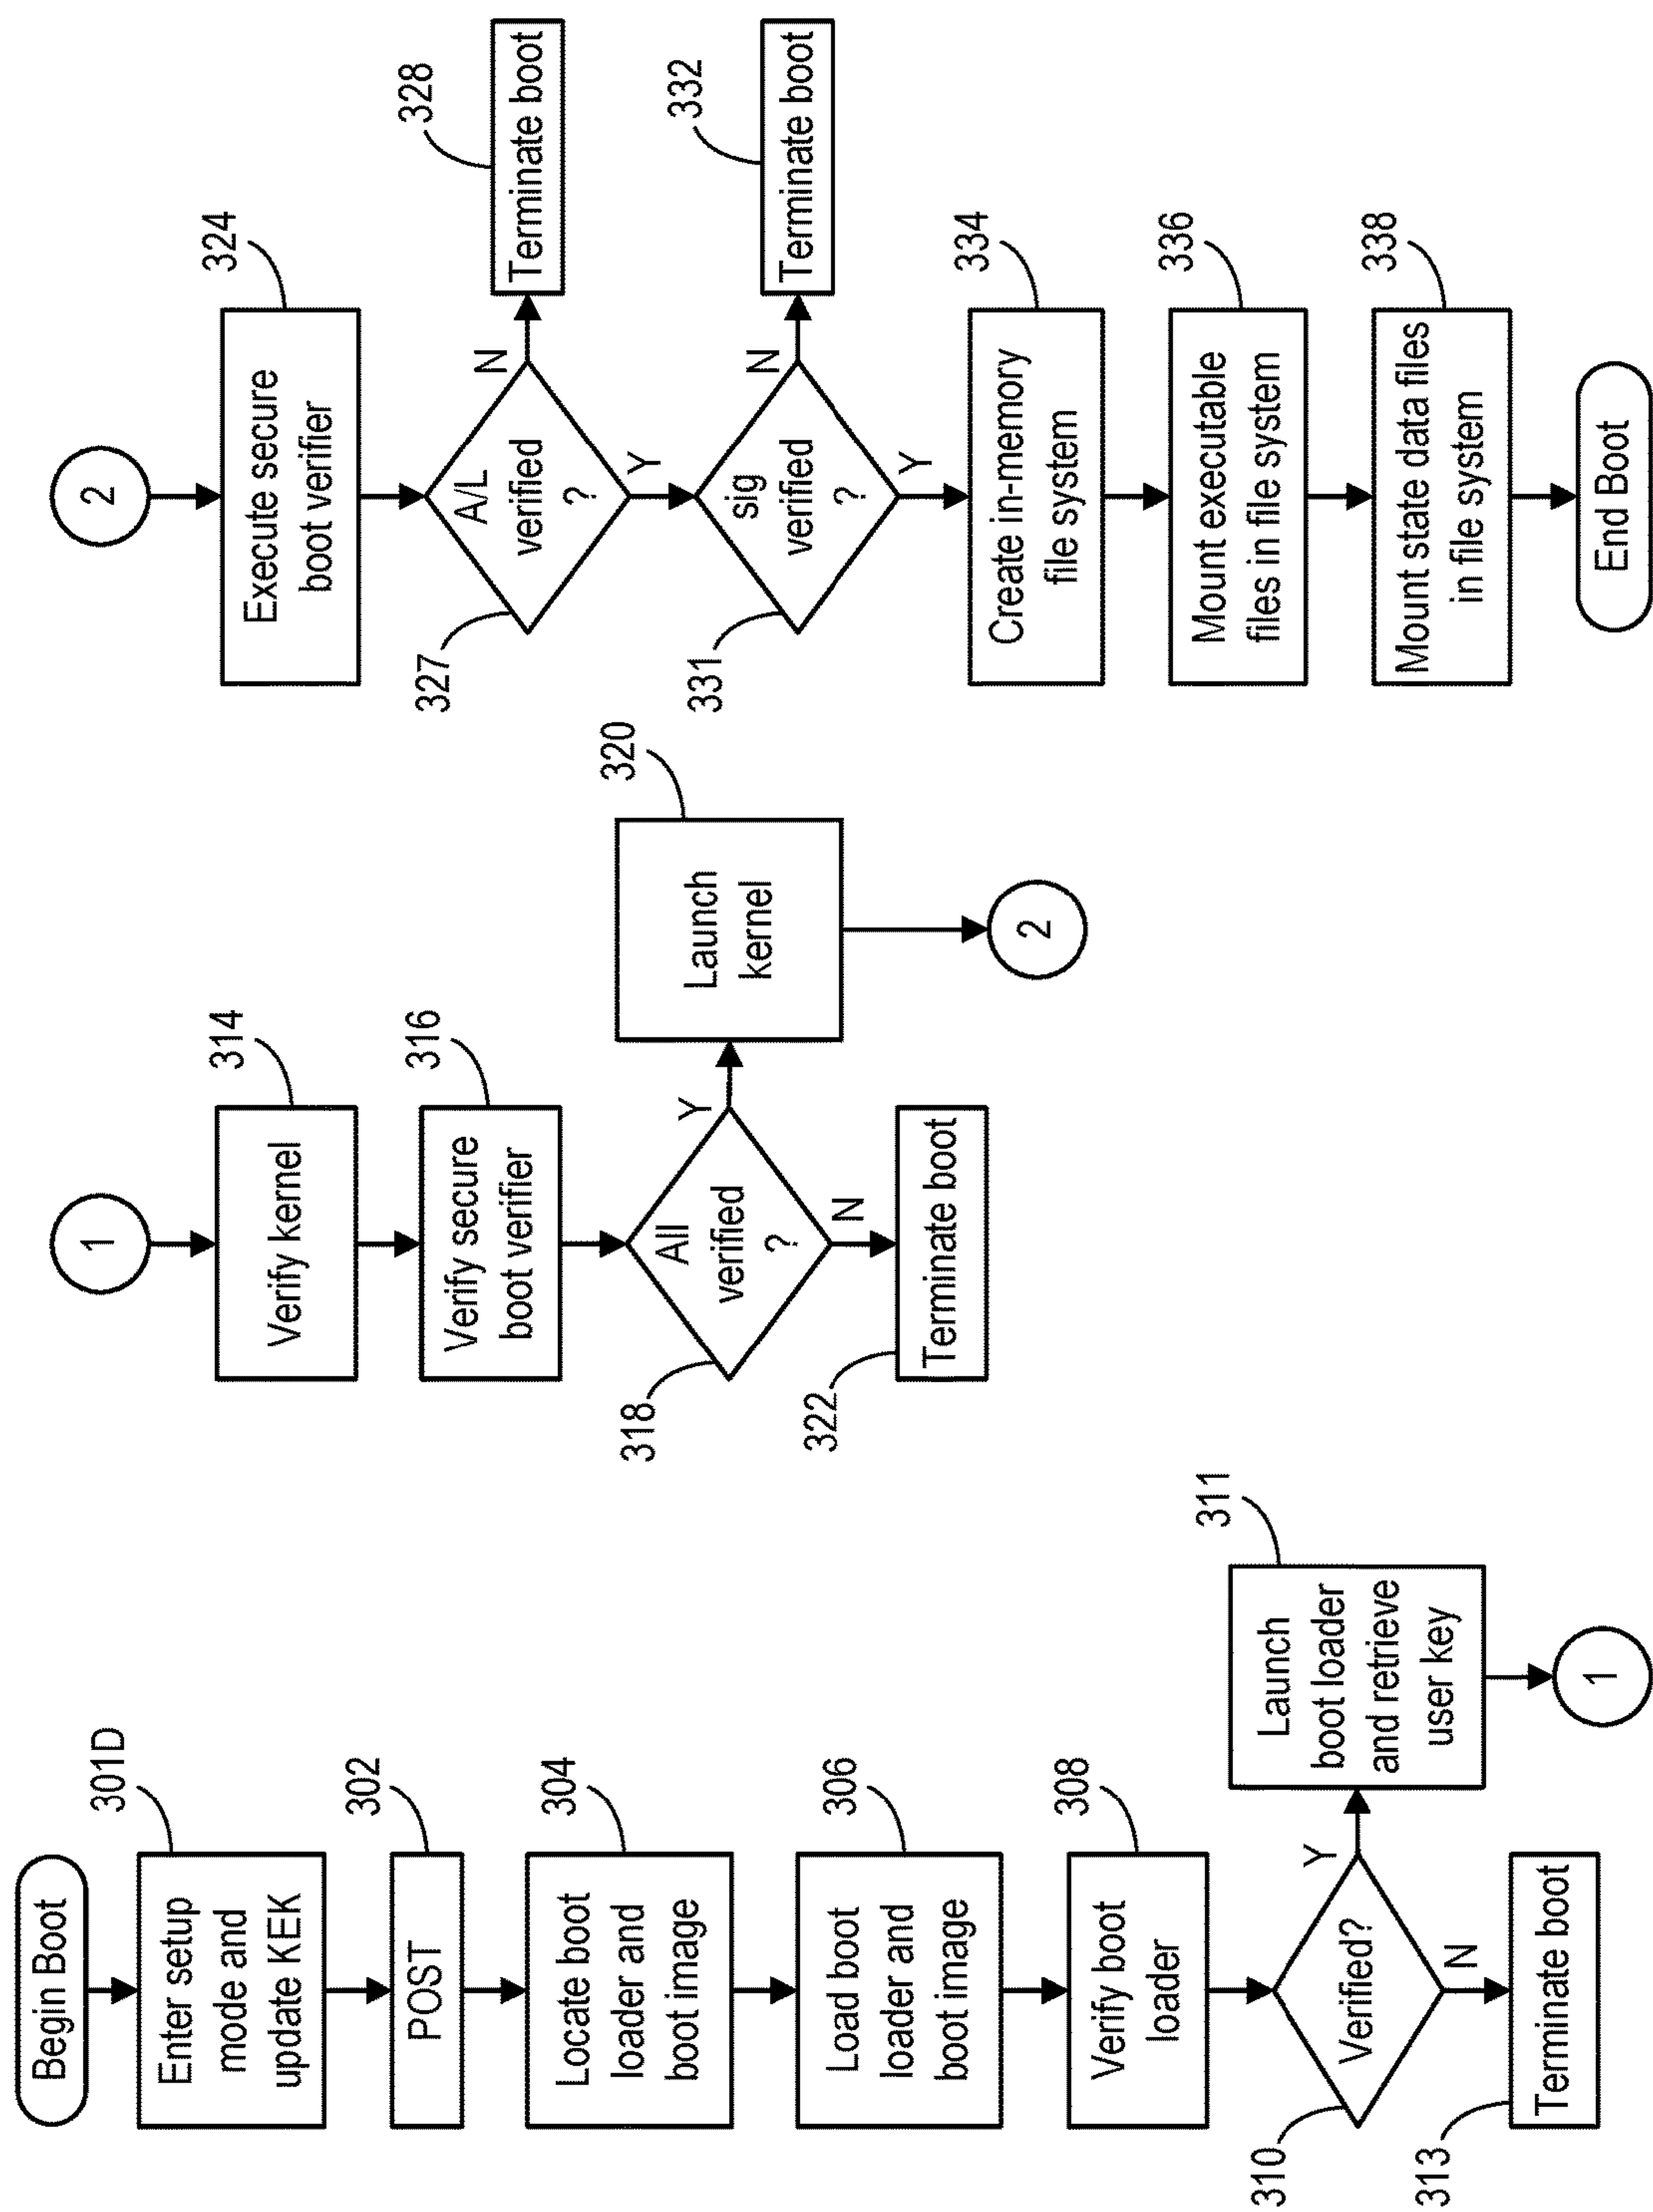 Begin Boot
301D
Enter setup
mode and
update KEK
302
POST
304
Locate boot
loader and
boot image
306
Load boot
loader and
boot image
308
Verify boot
loader
310
Verified?
Y
N
311
Launch
boot loader
and retrieve
user key
313
Terminate boot
1
1
314
Verify kernel
316
Verify secure
boot verifier
318
All
verified
?
Y
N
320
Launch
kernel
322
Terminate boot
2
2
324
Execute secure
boot verifier
327
A/L
verified
?
N
Y
328
Terminate boot
331
sig
verified
?
N
Y
332
Terminate boot
334
Create in-memory
file system
336
Mount executable
files in file system
338
Mount state data files
in file system
End Boot